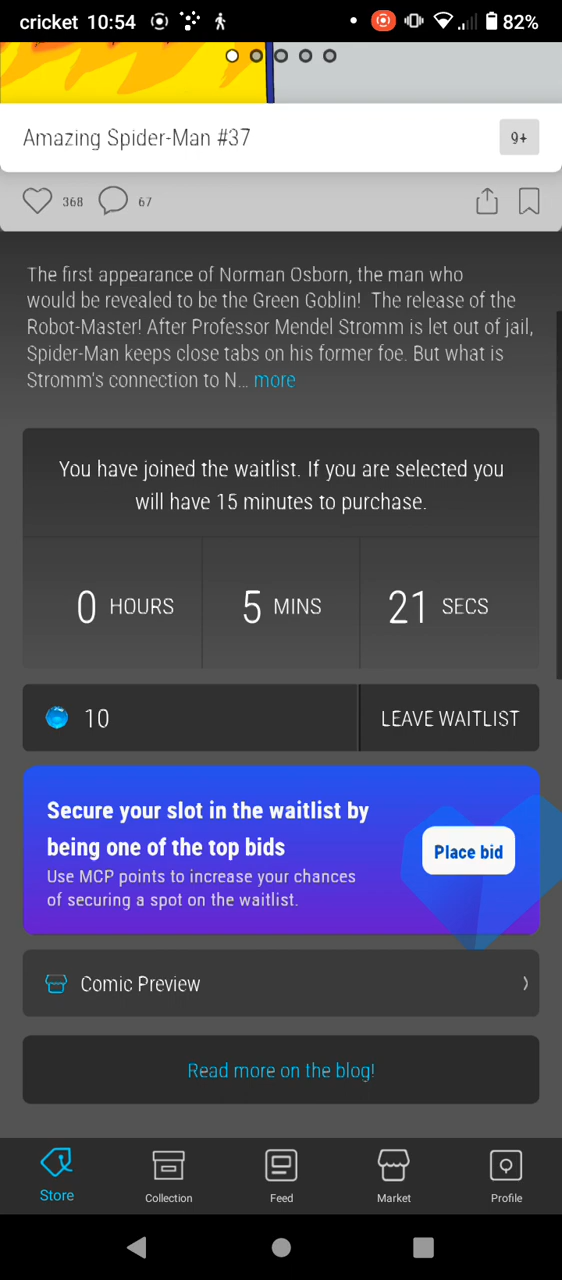 cricket 10:54 82%
Amazing Spider-Man #37
9+
368 67
The first appearance of Norman Osborn, the man who
would be revealed to be the Green Goblin! The release of the
Robot-Master! After Professor Mendel Stromm is let out of jail,
Spider-Man keeps close tabs on his former foe. But what is
Stromm's connection to N... more
You have joined the waitlist. If you are selected you
will have 15 minutes to purchase.
0 HOURS 5 MINS 21 SECS
10 LEAVE WAITLIST
Secure your slot in the waitlist by
being one of the top bids
Place bid
Use MCP points to increase your chances
of securing a spot on the waitlist.
Comic Preview
Read more on the blog!
Store Collection Feed Market Profile